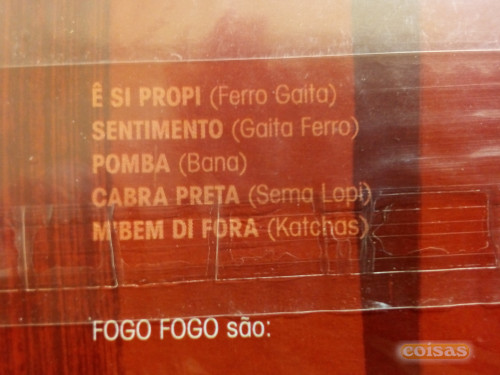 Ê SI PROPI (Ferro Gaita)
SENTIMENTO (Gaita Ferro)
POMBA (Bana)
CABRA PRETA (Sema Lopi)
M'BEM DI FORA (Katchas)
FOGO FOGO são:
coisas